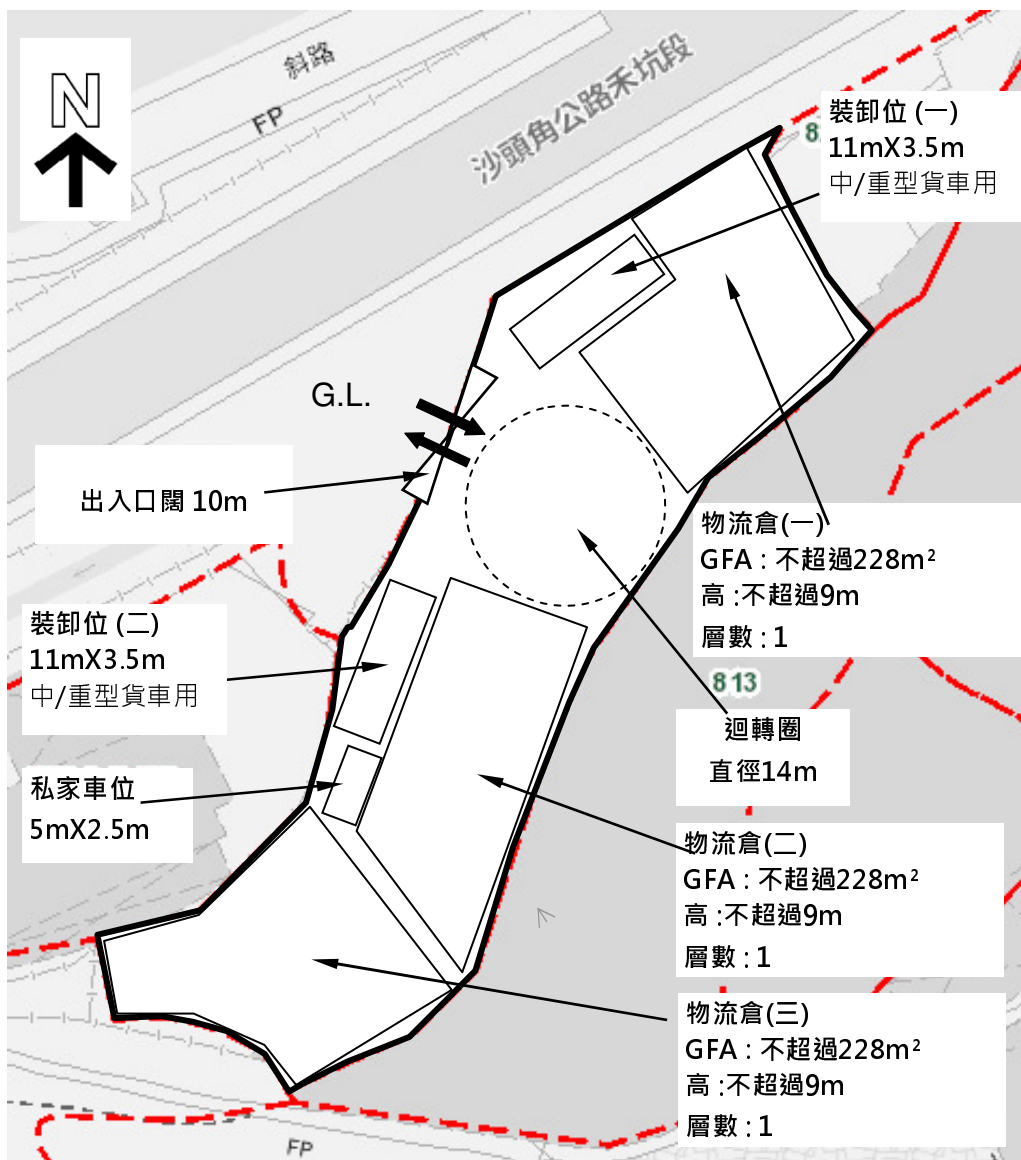 斜路
FP
沙頭角公路禾坑段
N
裝卸位 (一)
11mX3.5m
中/重型貨車用
G.L.
出入口闊 10m
物流倉(一)
GFA : 不超過228m²
高 :不超過9m
層數 : 1
裝卸位 (二)
11mX3.5m
中/重型貨車用
813
迴轉圈
直徑14m
私家車位
5mX2.5m
物流倉(二)
GFA : 不超過228m²
高 :不超過9m
層數 : 1
物流倉(三)
GFA : 不超過228m²
高 :不超過9m
層數 : 1
FP